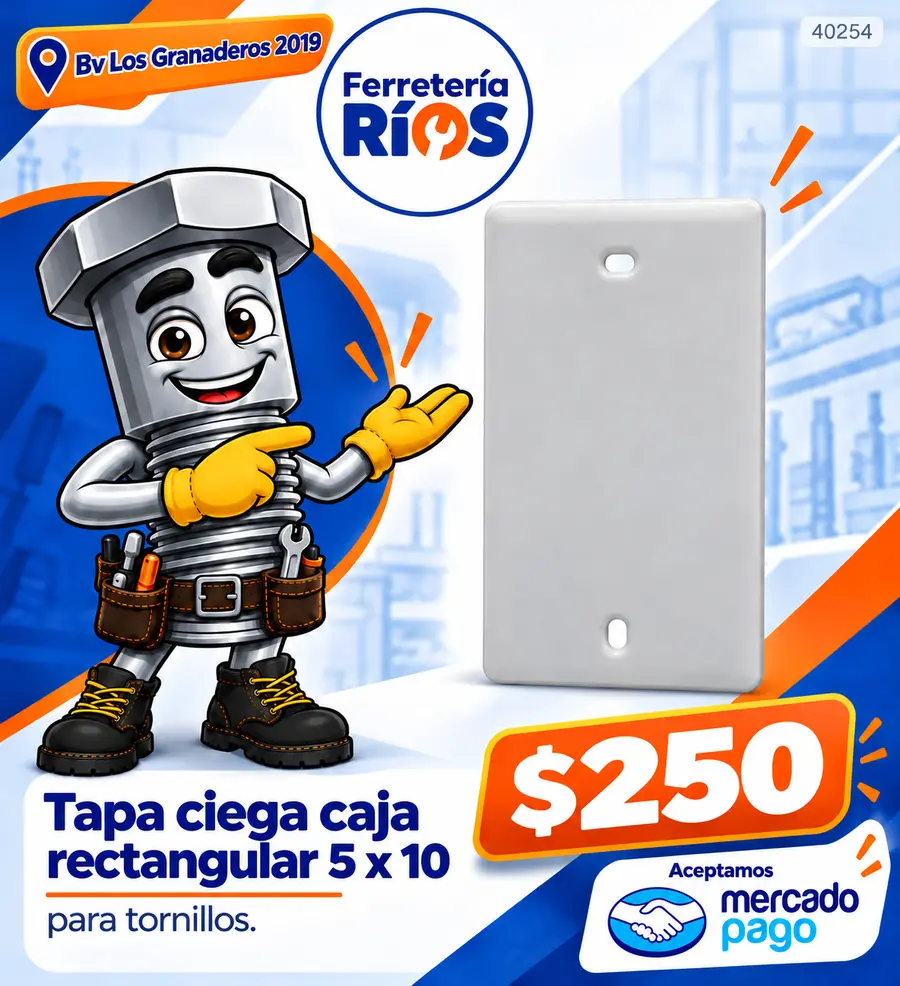 Bv Los Granaderos 2019
Ferretería
RÍOS
40254
$250
Tapa ciega caja
rectangular 5 x 10
para tornillos.
Aceptamos
mercado
pago